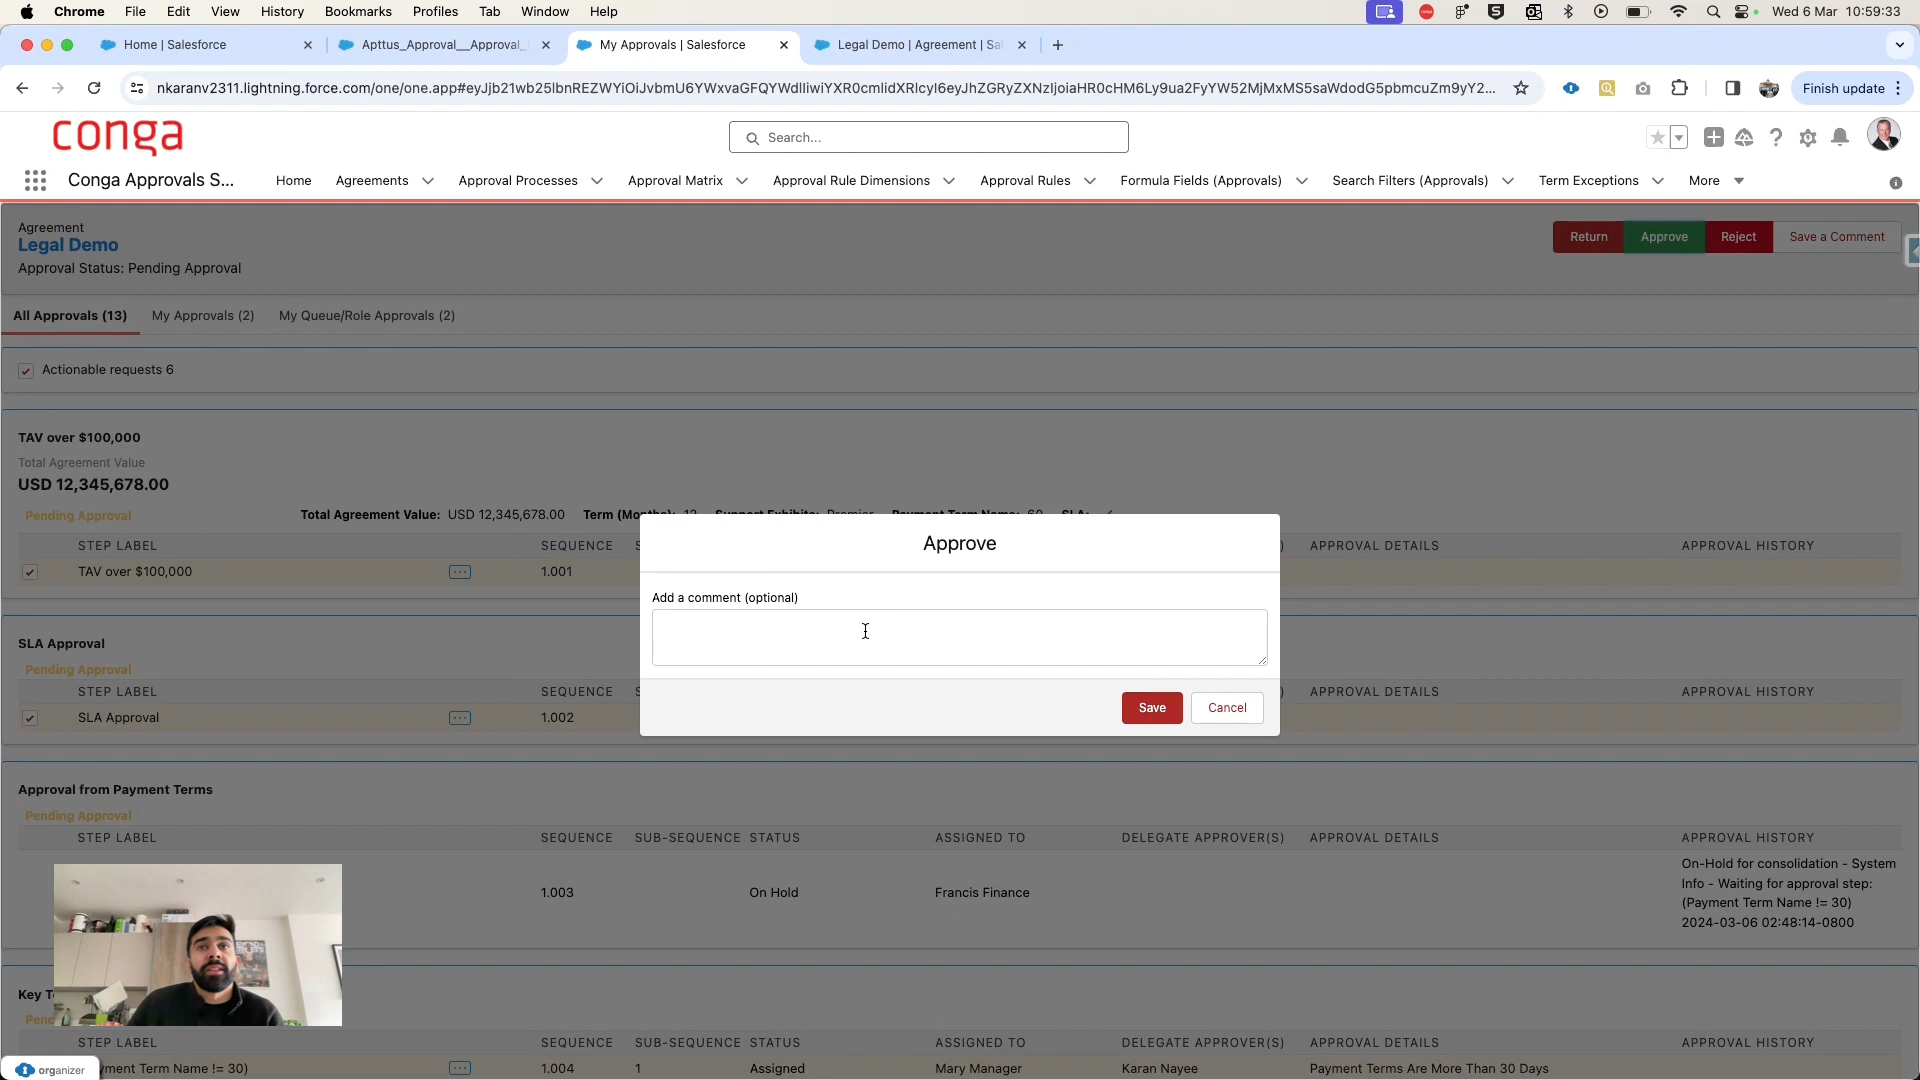 Chrome File Edit View History Bookmarks Profiles Tab Window Help Wed 6 Mar 10:59:33
Home | Salesforce
Apttus_Approval__Approval_
My Approvals | Salesforce
Legal Demo | Agreement | Sa
Finish update
conga
Search...
Conga Approvals S...
Home Agreements Approval Processes Approval Matrix Approval Rule Dimensions Approval Rules Formula Fields (Approvals) Search Filters (Approvals) Term Exceptions More
Agreement
Legal Demo
Approval Status: Pending Approval
Return Approve Reject Save a Comment
All Approvals (13) My Approvals (2) My Queue/Role Approvals (2)
Actionable requests 6
TAV over $100,000
Total Agreement Value
USD 12,345,678.00
Pending Approval Total Agreement Value: USD 12,345,678.00
STEP LABEL SEQUENCE APPROVAL DETAILS APPROVAL HISTORY
TAV over $100,000 1.001
Approve
Add a comment (optional)
Save Cancel
SLA Approval
Pending Approval
STEP LABEL SEQUENCE APPROVAL DETAILS APPROVAL HISTORY
SLA Approval 1.002
Approval from Payment Terms
Pending Approval
STEP LABEL SEQUENCE SUB-SEQUENCE STATUS ASSIGNED TO DELEGATE APPROVER(S) APPROVAL DETAILS APPROVAL HISTORY
1.003 On Hold Francis Finance
On-Hold for consolidation - System
Info - Waiting for approval step:
(Payment Term Name != 30)
2024-03-06 02:48:14-0800
Key T
Pend
STEP LABEL SEQUENCE SUB-SEQUENCE STATUS ASSIGNED TO DELEGATE APPROVER(S) APPROVAL DETAILS APPROVAL HISTORY
yment Term Name != 30) 1.004 1 Assigned Mary Manager Karan Nayee Payment Terms Are More Than 30 Days
organizer